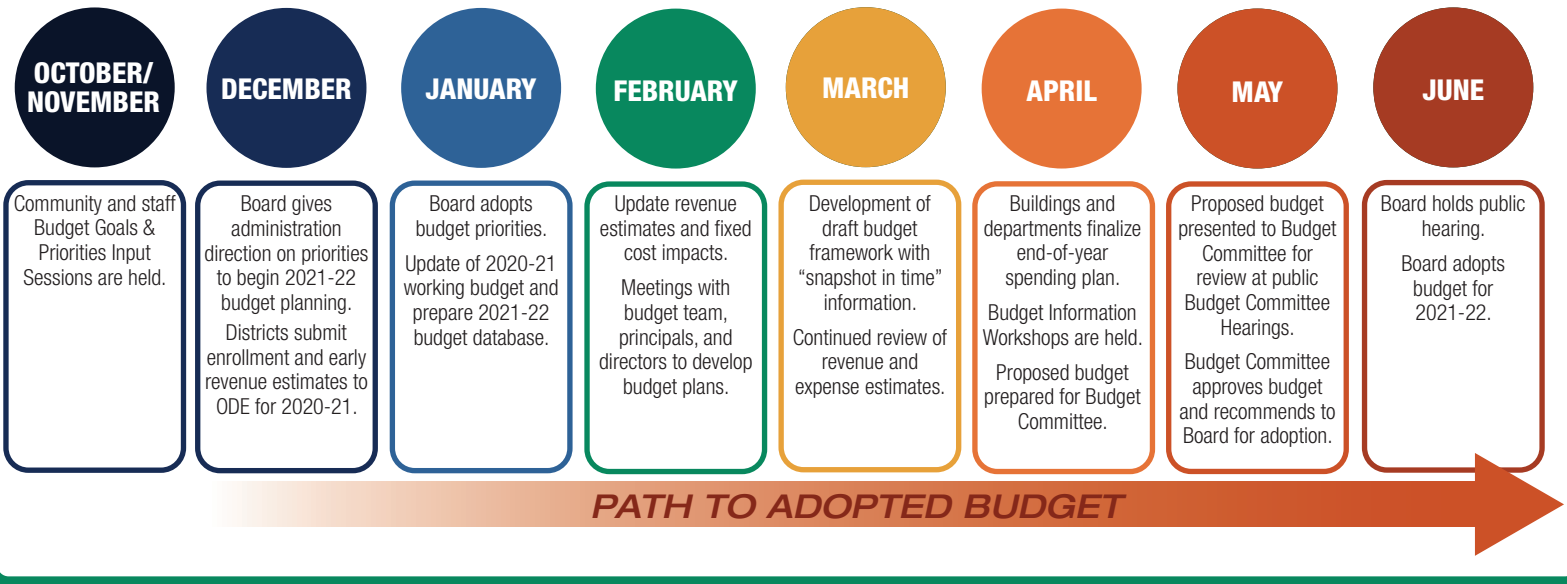 OCTOBER/
NOVEMBER
DECEMBER
JANUARY
FEBRUARY
MARCH
APRIL
MAY
JUNE
Community and staff
Budget Goals &
Priorities Input
Sessions are held.
Board gives
administration
direction on priorities
to begin 2021-22
budget planning.
Districts submit
enrollment and early
revenue estimates to
ODE for 2020-21.
Board adopts
budget priorities.
Update of 2020-21
working budget and
prepare 2021-22
budget database.
Update revenue
estimates and fixed
cost impacts.
Meetings with
budget team,
principals, and
directors to develop
budget plans.
Development of
draft budget
framework with
“snapshot in time”
information.
Continued review of
revenue and
expense estimates.
Buildings and
departments finalize
end-of-year
spending plan.
Budget Information
Workshops are held.
Proposed budget
prepared for Budget
Committee.
Proposed budget
presented to Budget
Committee for
review at public
Budget Committee
Hearings.
Budget Committee
approves budget
and recommends to
Board for adoption.
Board holds public
hearing.
Board adopts
budget for
2021-22.
PATH TO ADOPTED BUDGET